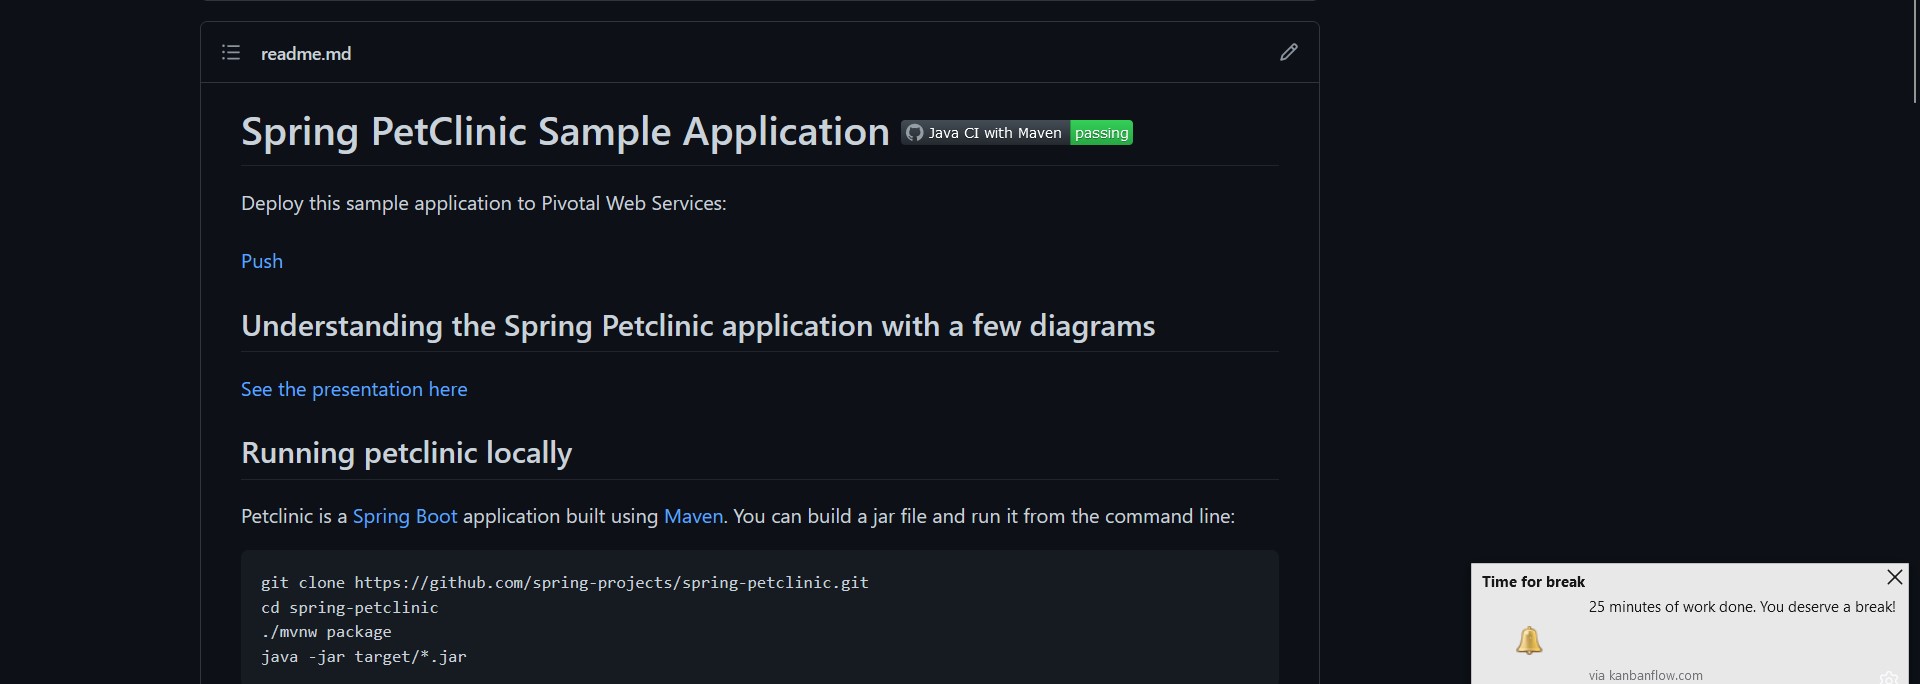 readme.md
Spring PetClinic Sample Application Java CI with Maven passing
Deploy this sample application to Pivotal Web Services:
Push
Understanding the Spring Petclinic application with a few diagrams
See the presentation here
Running petclinic locally
Petclinic is a Spring Boot application built using Maven. You can build a jar file and run it from the command line:
git clone https://github.com/spring-projects/spring-petclinic.git
cd spring-petclinic
./mvnw package
java -jar target/*.jar
Time for break
25 minutes of work done. You deserve a break!
via kanbanflow.com